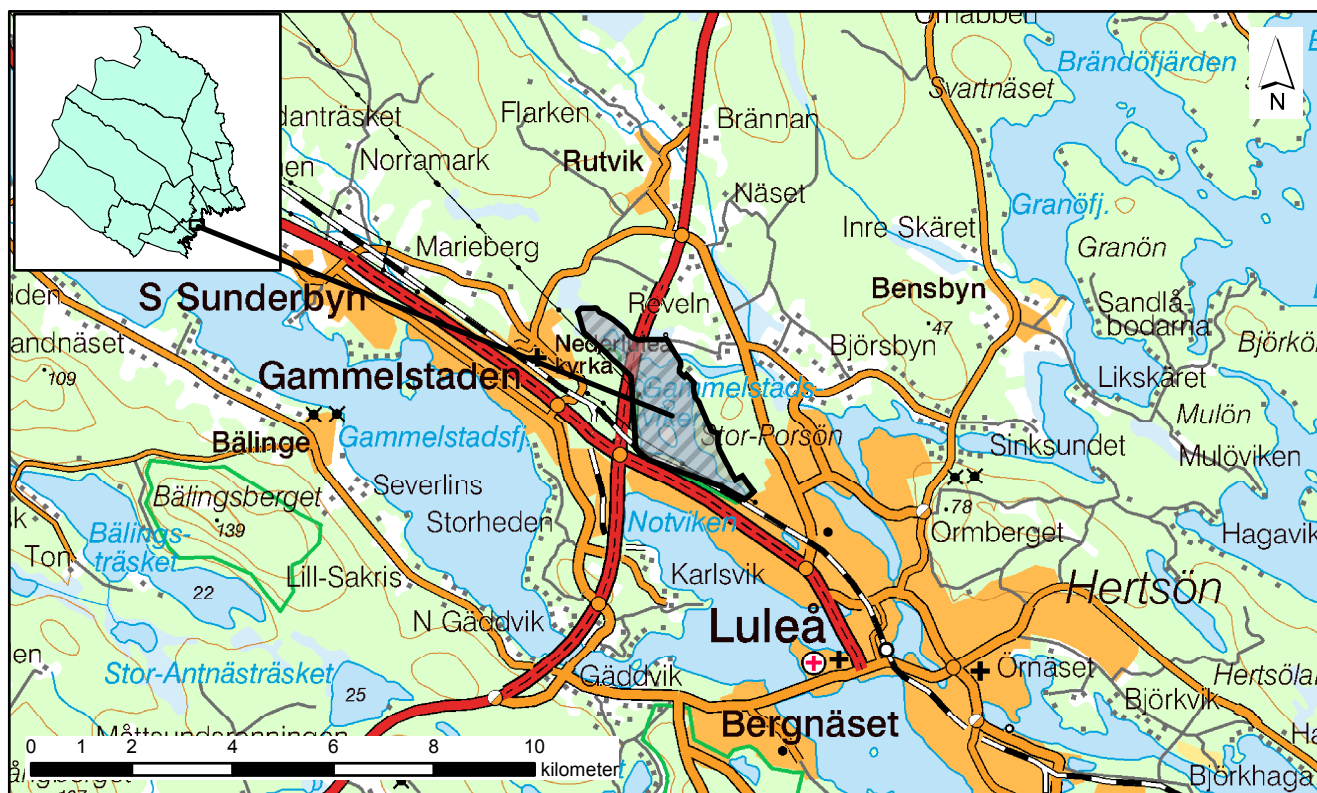 Brändöfjärden
N
Svartnäset
danträsket
Flarken
Brännan
Norramark
Rutvik
Näset
Granöfj.
Inre Skäret
Granön
Marieberg
S Sunderbyn
Reveln
Bensbyn
Sandlå-
bodarna
47
andnäset
Nederluleå
kyrka
Björsbyn
109
Gammelstaden
Gammelstads-
viken
Likskäret
Mulön
Bälinge
Gammelstadsfj.
Stor-Porsön
Sinksundet
Mulöviken
Bälingsberget
Severlins
139
Storheden
Notviken
78
Ormberget
Hagavik
Bälings-
träsket
Ton
Lill-Sakris
Karlsvik
22
Hertsön
N Gäddvik
Luleå
Stor-Antnästräsket
25
Gäddvik
Örnäset
Björkvik
Bergnäset
0 1 2 4 6 8 10
kilometer
Björkhaga